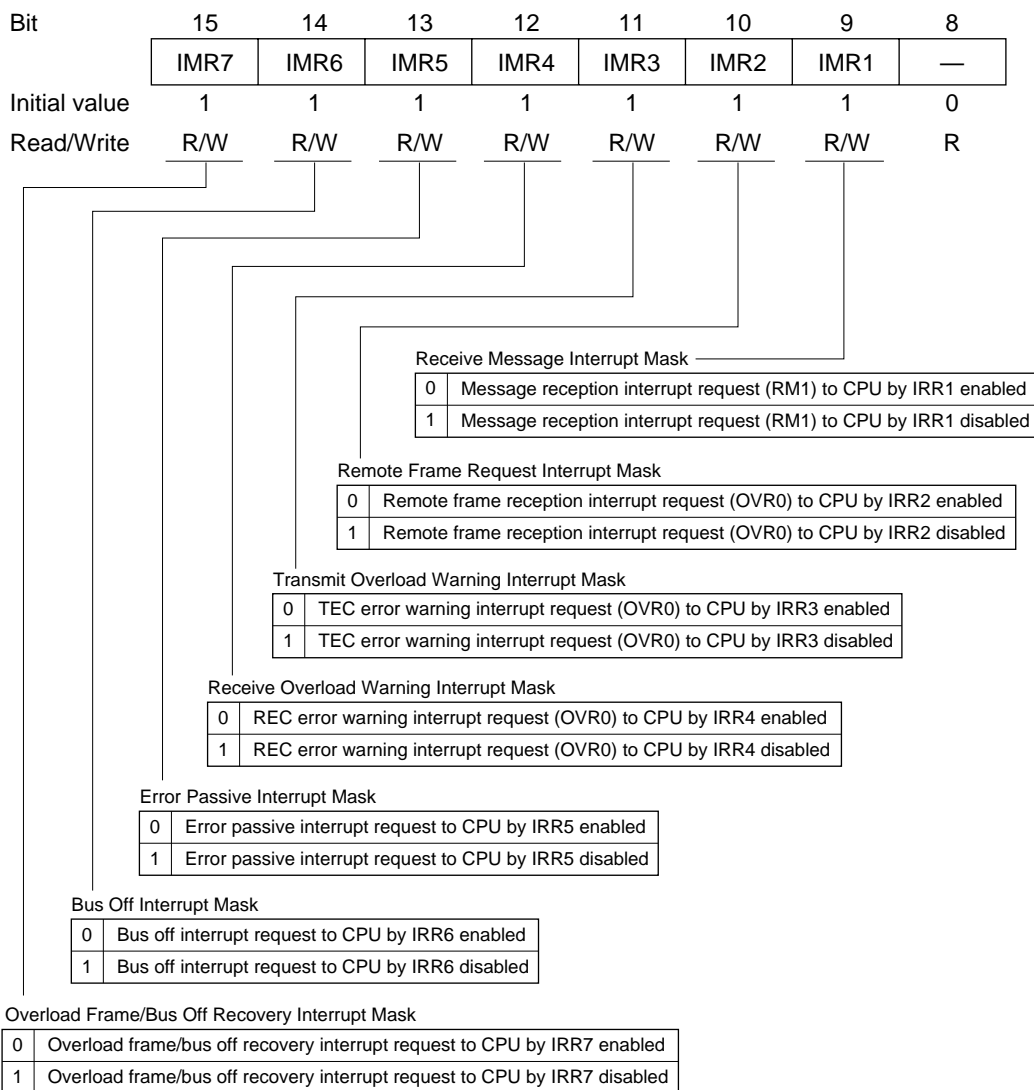 Bit 15 14 13 12 11 10 9 8
IMR7 IMR6 IMR5 IMR4 IMR3 IMR2 IMR1 —
Initial value 1 1 1 1 1 1 1 0
Read/Write R/W R/W R/W R/W R/W R/W R/W R
Receive Message Interrupt Mask
0 Message reception interrupt request (RM1) to CPU by IRR1 enabled
1 Message reception interrupt request (RM1) to CPU by IRR1 disabled
Remote Frame Request Interrupt Mask
0 Remote frame reception interrupt request (OVR0) to CPU by IRR2 enabled
1 Remote frame reception interrupt request (OVR0) to CPU by IRR2 disabled
Transmit Overload Warning Interrupt Mask
0 TEC error warning interrupt request (OVR0) to CPU by IRR3 enabled
1 TEC error warning interrupt request (OVR0) to CPU by IRR3 disabled
Receive Overload Warning Interrupt Mask
0 REC error warning interrupt request (OVR0) to CPU by IRR4 enabled
1 REC error warning interrupt request (OVR0) to CPU by IRR4 disabled
Error Passive Interrupt Mask
0 Error passive interrupt request to CPU by IRR5 enabled
1 Error passive interrupt request to CPU by IRR5 disabled
Bus Off Interrupt Mask
0 Bus off interrupt request to CPU by IRR6 enabled
1 Bus off interrupt request to CPU by IRR6 disabled
Overload Frame/Bus Off Recovery Interrupt Mask
0 Overload frame/bus off recovery interrupt request to CPU by IRR7 enabled
1 Overload frame/bus off recovery interrupt request to CPU by IRR7 disabled